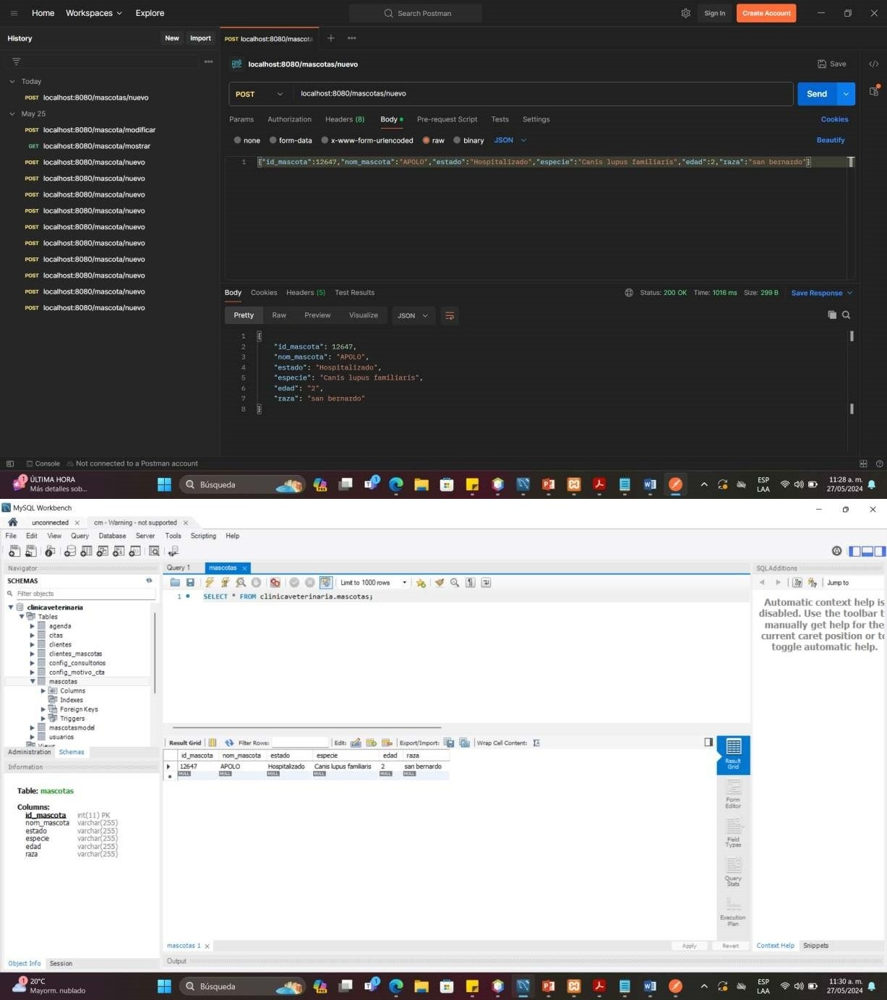 Home Workspaces Explore Search Postman Sign In Create Account
History New Import POST localhost:8080/mascota
localhost:8080/mascotas/nuevo Save
Today
POST localhost:8080/mascotas/nuevo
May 25
POST localhost:8080/mascota/modificar
GET localhost:8080/mascota/mostrar
POST localhost:8080/mascota/nuevo
POST localhost:8080/mascota/nuevo
POST localhost:8080/mascota/nuevo
POST localhost:8080/mascota/nuevo
POST localhost:8080/mascota/nuevo
POST localhost:8080/mascota/nuevo
POST localhost:8080/mascota/nuevo
POST localhost:8080/mascota/nuevo
POST localhost:8080/mascota/nuevo
POST localhost:8080/mascota/nuevo
POST localhost:8080/mascotas/nuevo Send
Params Authorization Headers (8) Body Pre-request Script Tests Settings Cookies
none form-data x-www-form-urlencoded raw binary JSON Beautify
1 {"id_mascota":12647,"nom_mascota":"APOLO","estado":"Hospitalizado","especie":"Canis lupus familiaris","edad":2,"raza":"san bernardo"}
Body Cookies Headers (5) Test Results Status: 200 OK Time: 1016 ms Size: 299 B Save Response
Pretty Raw Preview Visualize JSON
1 {
2 "id_mascota": 12647,
3 "nom_mascota": "APOLO",
4 "estado": "Hospitalizado",
5 "especie": "Canis lupus familiaris",
6 "edad": "2",
7 "raza": "san bernardo"
8 }
Console Not connected to a Postman account
1 ÚLTIMA HORA
Más detalles sob...
Búsqueda
ESP
LAA
11:28 a. m.
27/05/2024
MySQL Workbench
unconnected cm - Warning - not supported
File Edit View Query Database Server Tools Scripting Help
Navigator
SCHEMAS
Filter objects
clinicaveterinaria
Tables
agenda
citas
clientes
clientes_mascotas
config_consultorios
config_motivo_cita
mascotas
Columns
Indexes
Foreign Keys
Triggers
mascotasmodel
usuarios
Views
Administration Schemas
Information
Table: mascotas
Columns:
id_mascota int(11) PK
nom_mascota varchar(255)
estado varchar(255)
especie varchar(255)
edad varchar(255)
raza varchar(255)
Object Info Session
Query 1 mascotas
Limit to 1000 rows
1 SELECT * FROM clinicaveterinaria.mascotas;
Result Grid Filter Rows: Edit: Export/Import: Wrap Cell Content:
id_mascota nom_mascota estado especie edad raza
12647 APOLO Hospitalizado Canis lupus familiaris 2 san bernardo
NULL NULL NULL NULL NULL NULL
Result
Grid
Form
Editor
Field
Types
Query
Stats
Execution
Plan
mascotas 1 Apply Revert
Output
SQLAdditions
Jump to
Automatic context help is
disabled. Use the toolbar t
manually get help for the
current caret position or to
toggle automatic help.
Context Help Snippets
1 20°C
Mayorm. nublado
Búsqueda
ESP
LAA
11:30 a. m.
27/05/2024